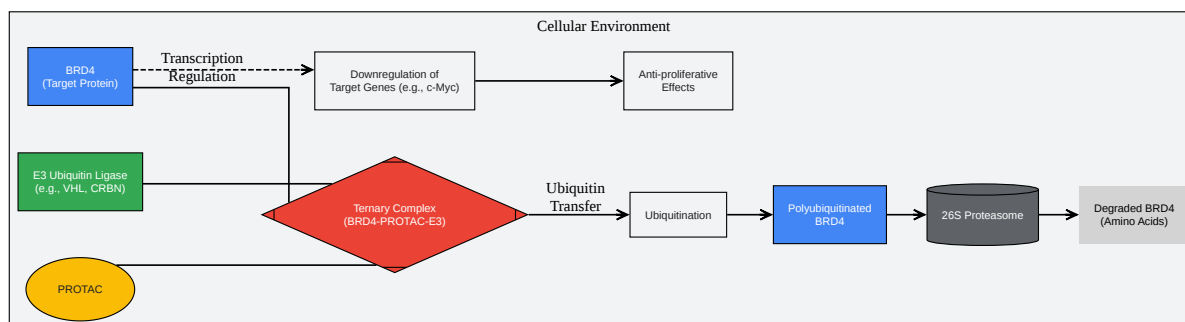 Cellular Environment
BRD4
(Target Protein)
Transcription
Regulation
Downregulation of
Target Genes (e.g., c-Myc)
Anti-proliferative
Effects
E3 Ubiquitin Ligase
(e.g., VHL, CRBN)
Ternary Complex
(BRD4-PROTAC-E3)
Ubiquitin
Transfer
Ubiquitination
Polyubiquitinated
BRD4
26S Proteasome
Degraded BRD4
(Amino Acids)
PROTAC